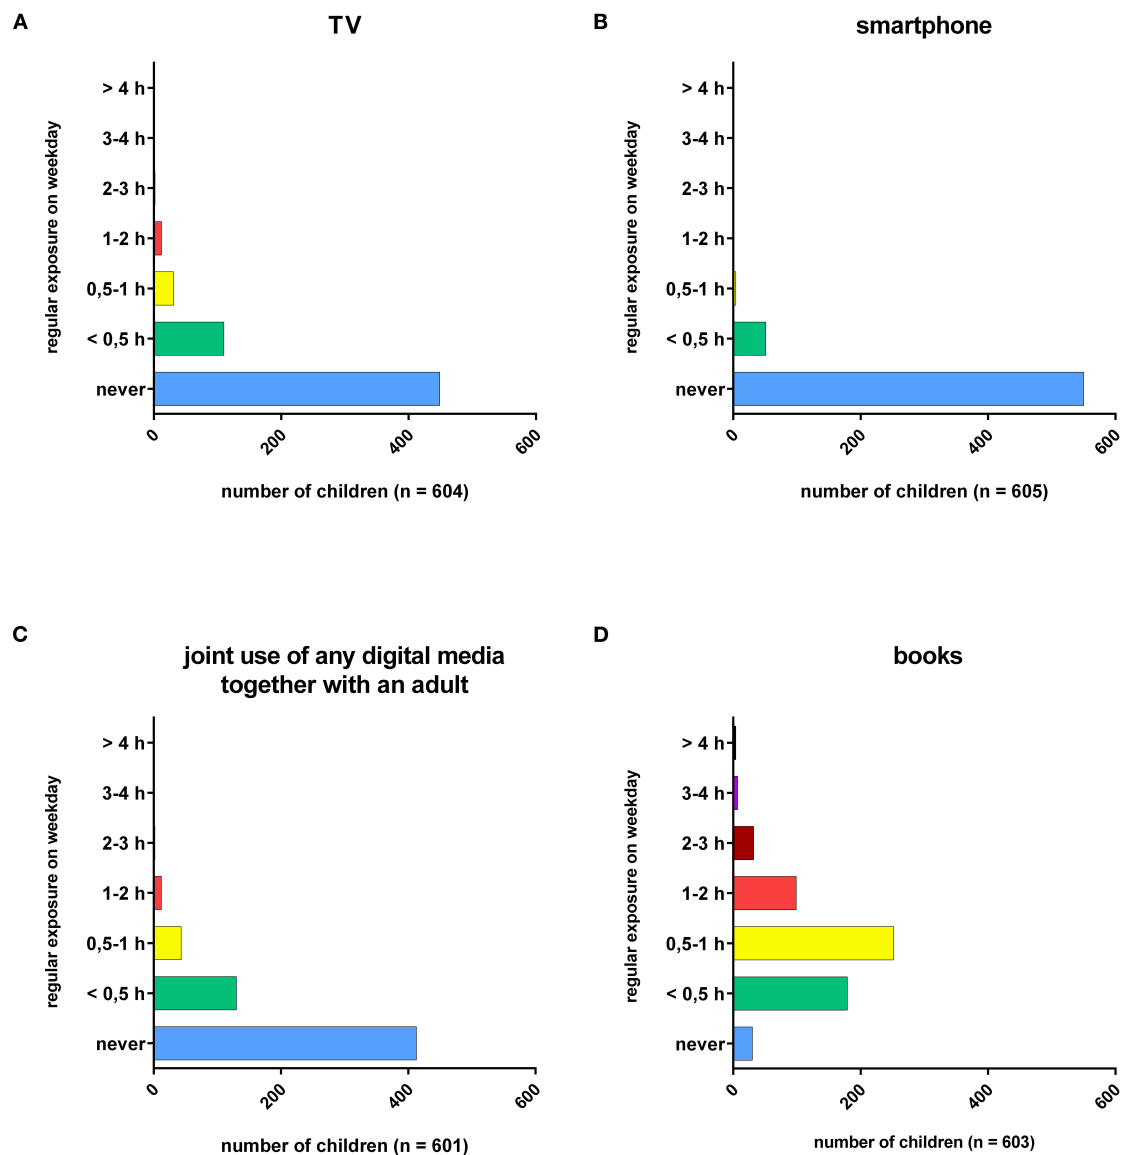 A
TV
regular exposure on weekday
> 4 h
3-4 h
2-3 h
1-2 h
0,5-1 h
< 0,5 h
never
0
200
400
600
number of children (n = 604)
B
smartphone
regular exposure on weekday
> 4 h
3-4 h
2-3 h
1-2 h
0,5-1 h
< 0,5 h
never
0
200
400
600
number of children (n = 605)
C
joint use of any digital media
together with an adult
regular exposure on weekday
> 4 h
3-4 h
2-3 h
1-2 h
0,5-1 h
< 0,5 h
never
0
200
400
600
number of children (n = 601)
D
books
regular exposure on weekday
> 4 h
3-4 h
2-3 h
1-2 h
0,5-1 h
< 0,5 h
never
0
200
400
600
number of children (n = 603)